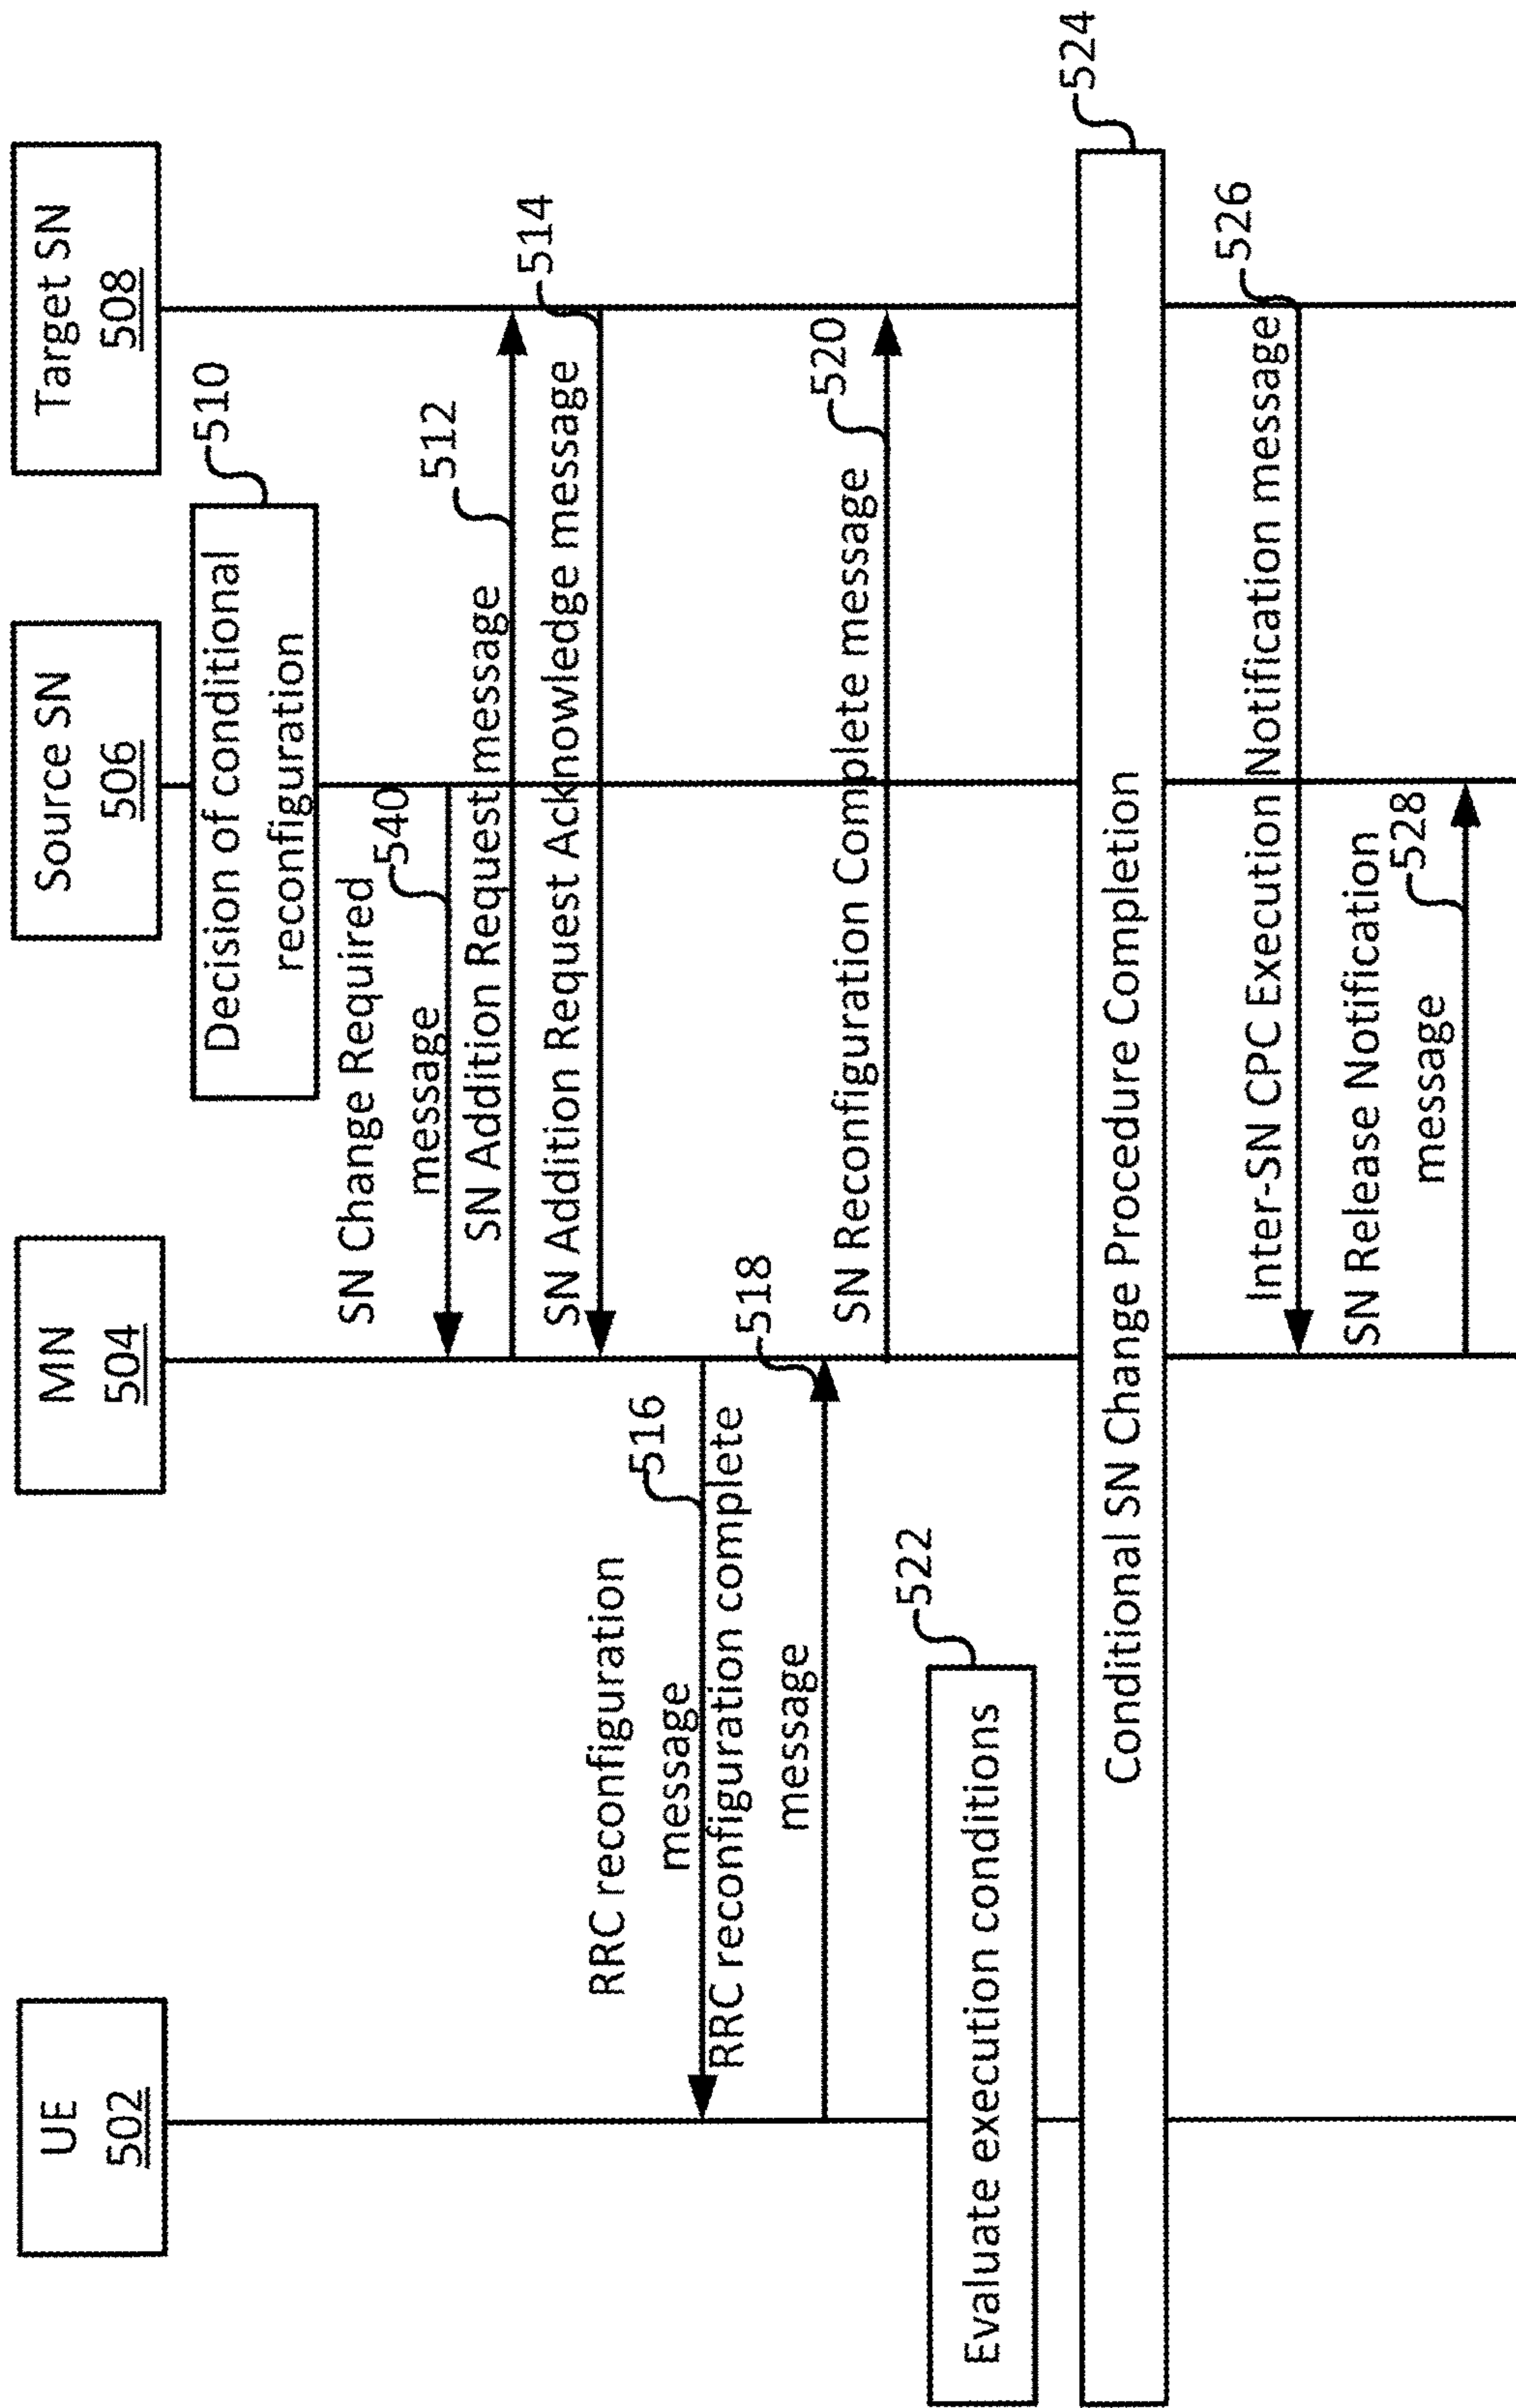 UE
502
MN
504
Source SN
506
Target SN
508
Decision of conditional
reconfiguration
510
SN Change Required
message
540
SN Addition Request message
512
SN Addition Request Acknowledge message
514
RRC reconfiguration
message
516
RRC reconfiguration complete
message
518
SN Reconfiguration Complete message
520
Evaluate execution conditions
522
Conditional SN Change Procedure Completion
524
Inter-SN CPC Execution Notification message
526
SN Release Notification
message
528